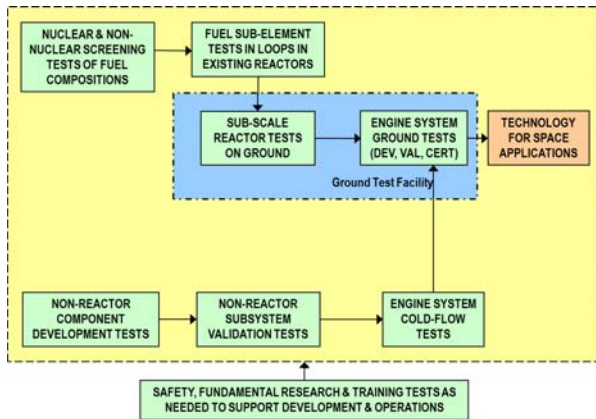 NUCLEAR & NON-
NUCLEAR SCREENING
TESTS OF FUEL
COMPOSITIONS
FUEL SUB-ELEMENT
TESTS IN LOOPS IN
EXISTING REACTORS
SUB-SCALE
REACTOR TESTS
ON GROUND
ENGINE SYSTEM
GROUND TESTS
(DEV, VAL, CERT)
TECHNOLOGY
FOR SPACE
APPLICATIONS
Ground Test Facility
NON-REACTOR
COMPONENT
DEVELOPMENT TESTS
NON-REACTOR
SUBSYSTEM
VALIDATION TESTS
ENGINE SYSTEM
COLD-FLOW
TESTS
SAFETY, FUNDAMENTAL RESEARCH & TRAINING TESTS AS
NEEDED TO SUPPORT DEVELOPMENT & OPERATIONS